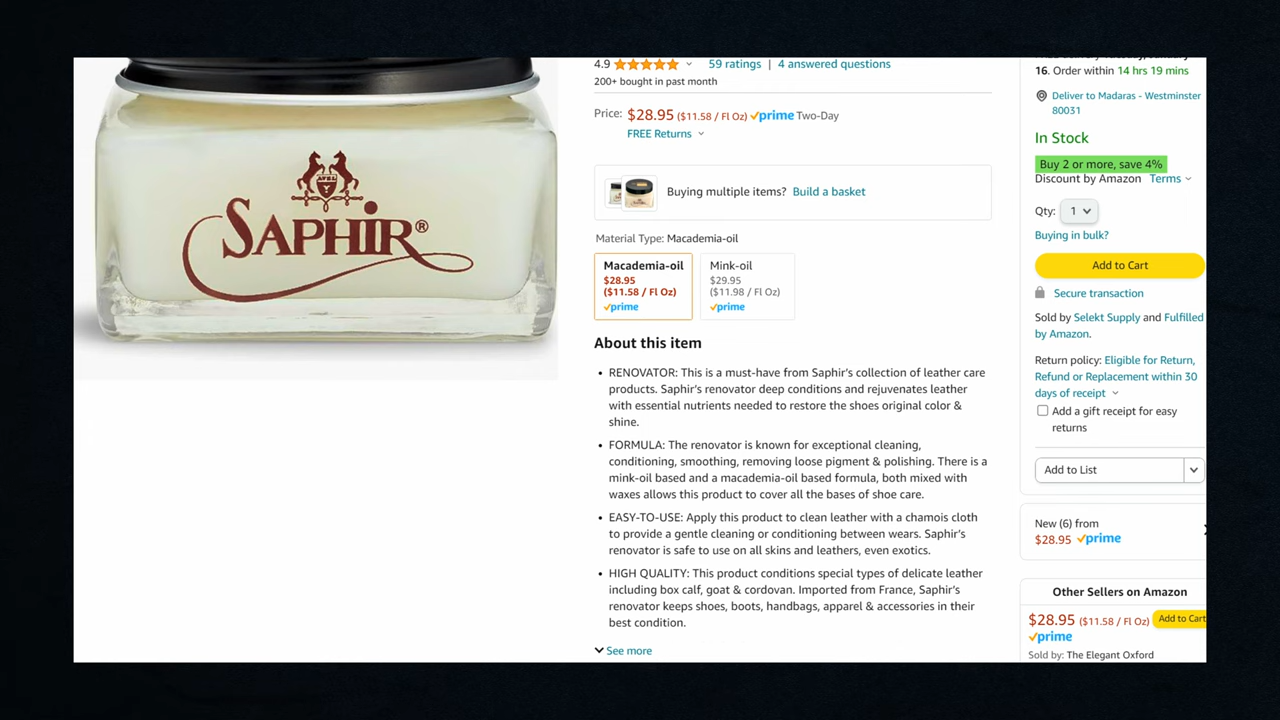 SAPHIR®
4.9
59 ratings | 4 answered questions
200+ bought in past month
Price: $28.95 ($11.58 / Fl Oz) prime Two-Day
FREE Returns
Buying multiple items? Build a basket
Material Type: Macademia-oil
Macademia-oil
$28.95
($11.58 / Fl Oz)
prime
Mink-oil
$29.95
($11.98 / Fl Oz)
prime
About this item
• RENOVATOR: This is a must-have from Saphir's collection of leather care
products. Saphir's renovator deep conditions and rejuvenates leather
with essential nutrients needed to restore the shoes original color &
shine.
• FORMULA: The renovator is known for exceptional cleaning,
conditioning, smoothing, removing loose pigment & polishing. There is a
mink-oil based and a macademia-oil based formula, both mixed with
waxes allows this product to cover all the bases of shoe care.
• EASY-TO-USE: Apply this product to clean leather with a chamois cloth
to provide a gentle cleaning or conditioning between wears. Saphir's
renovator is safe to use on all skins and leathers, even exotics.
• HIGH QUALITY: This product conditions special types of delicate leather
including box calf, goat & cordovan. Imported from France, Saphir's
renovator keeps shoes, boots, handbags, apparel & accessories in their
best condition.
See more
16. Order within 14 hrs 19 mins
Deliver to Madaras - Westminster
80031
In Stock
Buy 2 or more, save 4%
Discount by Amazon Terms
Qty: 1
Buying in bulk?
Add to Cart
Secure transaction
Sold by Selekt Supply and Fulfilled
by Amazon.
Return policy: Eligible for Return,
Refund or Replacement within 30
days of receipt
Add a gift receipt for easy
returns
Add to List
New (6) from
$28.95 prime
Other Sellers on Amazon
$28.95 ($11.58 / Fl Oz) Add to Cart
prime
Sold by: The Elegant Oxford